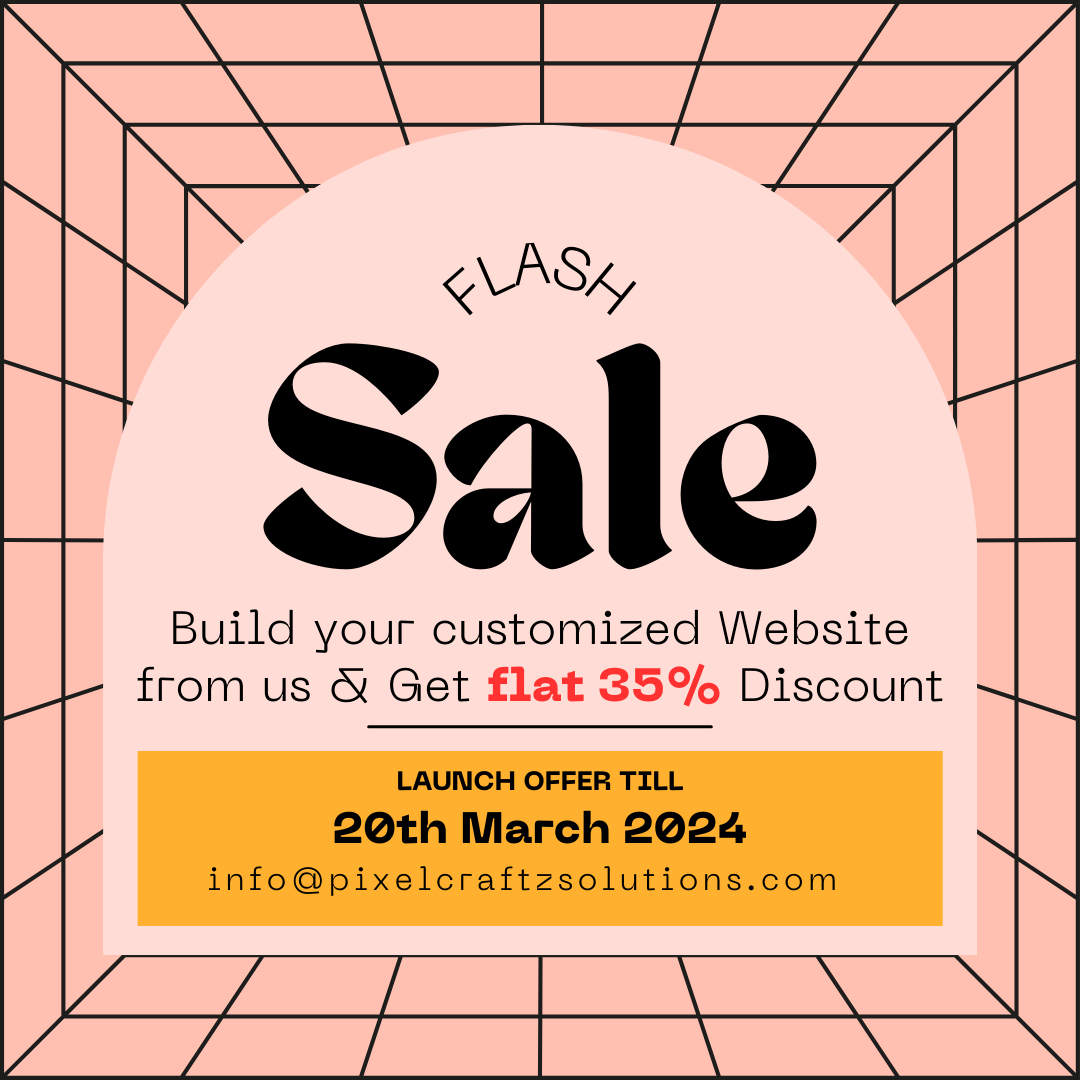 FLASH
Sale
Build your customized Website
from us & Get flat 35% Discount
LAUNCH OFFER TILL
20th March 2024
info@pixelcraftzsolutions.com